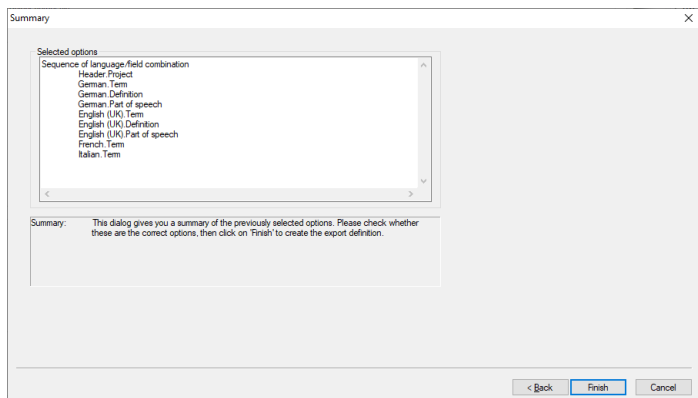 Summary
Selected options
Sequence of language/field combination
Header.Project
German.Term
German.Definition
German.Part of speech
English (UK).Term
English (UK).Definition
English (UK).Part of speech
French.Term
Italian.Term
Summary: This dialog gives you a summary of the previously selected options. Please check whether
these are the correct options, then click on 'Finish' to create the export definition.
< Back Finish Cancel